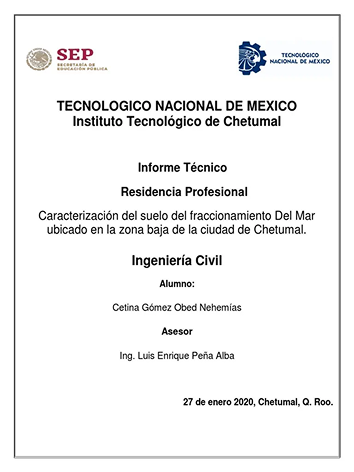 SEP
SECRETARÍA DE
EDUCACIÓN PÚBLICA
TECNOLÓGICO
NACIONAL DE MÉXICO
TECNOLOGICO NACIONAL DE MEXICO
Instituto Tecnológico de Chetumal
Informe Técnico
Residencia Profesional
Caracterización del suelo del fraccionamiento Del Mar
ubicado en la zona baja de la ciudad de Chetumal.
Ingeniería Civil
Alumno:
Cetina Gómez Obed Nehemías
Asesor
Ing. Luis Enrique Peña Alba
27 de enero 2020, Chetumal, Q. Roo.